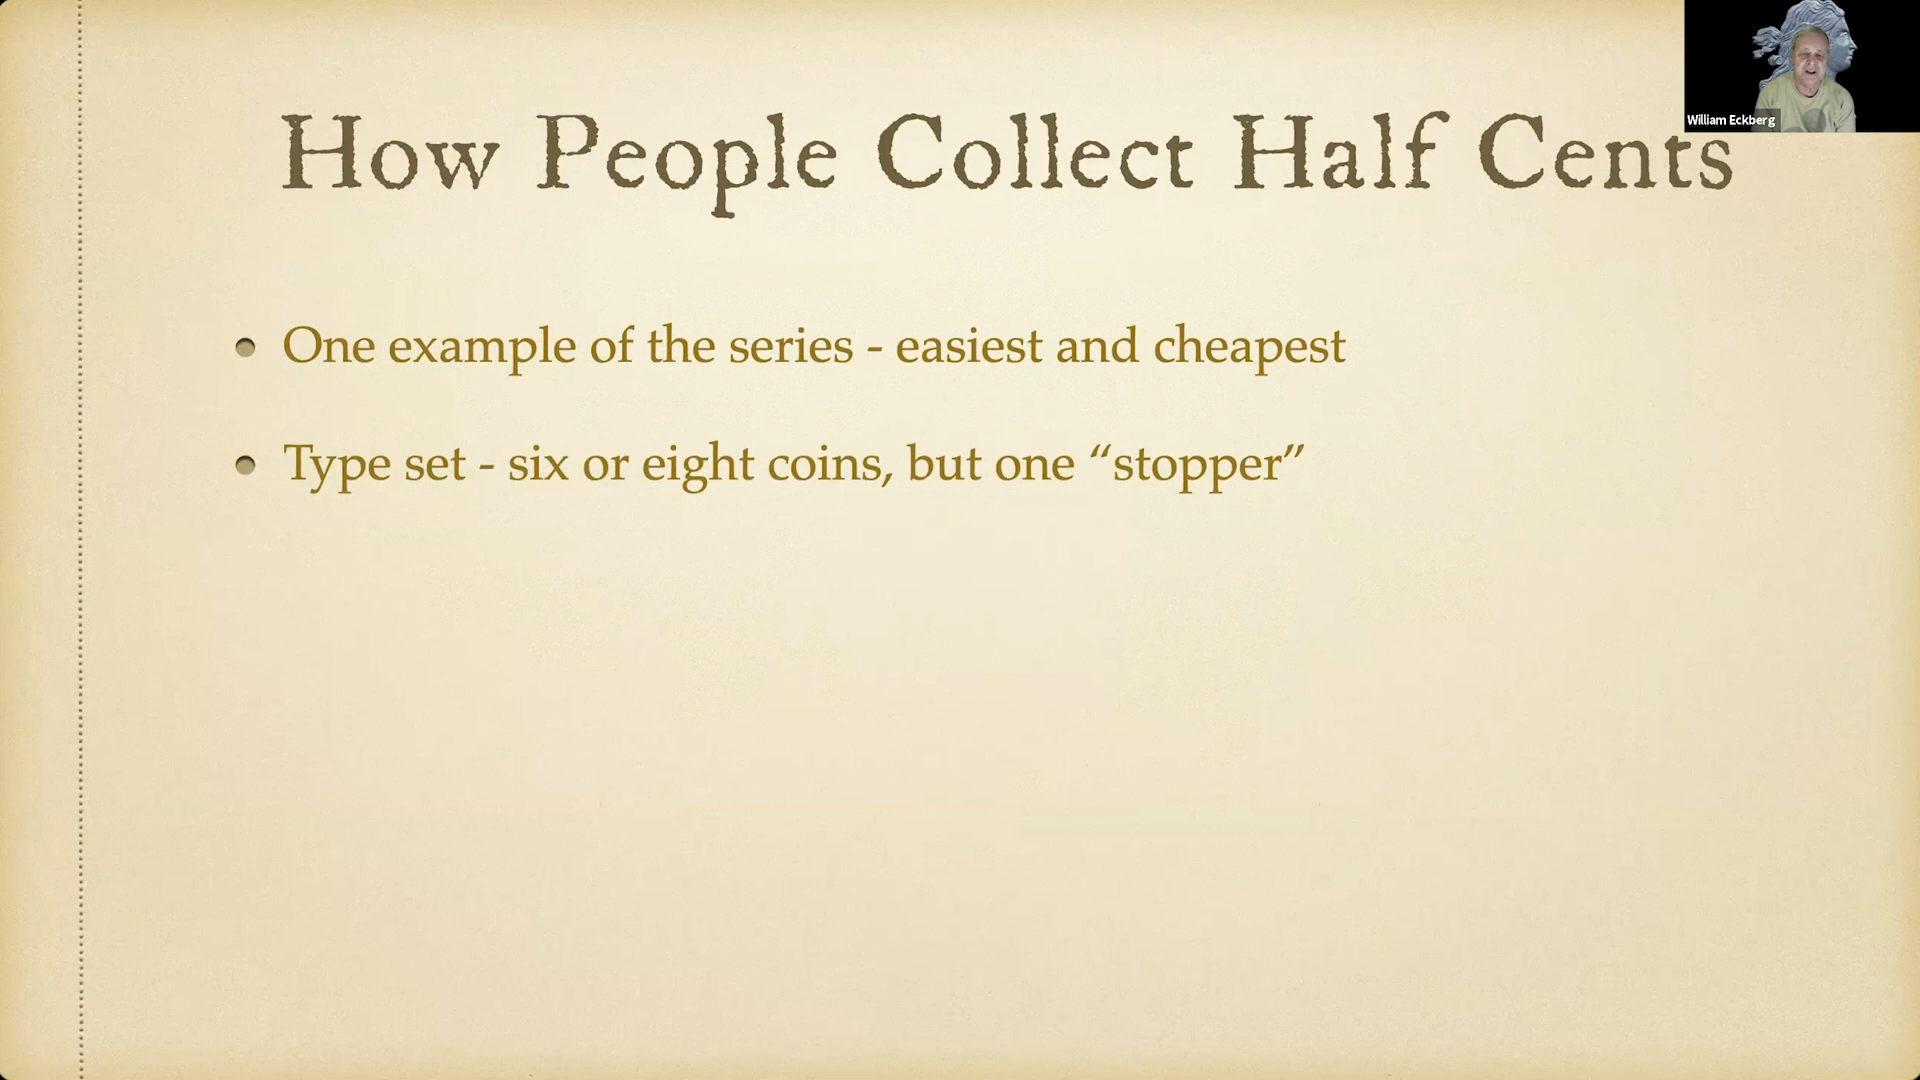 How People Collect Half Cents
William Eckberg
One example of the series - easiest and cheapest
Type set - six or eight coins, but one “stopper”